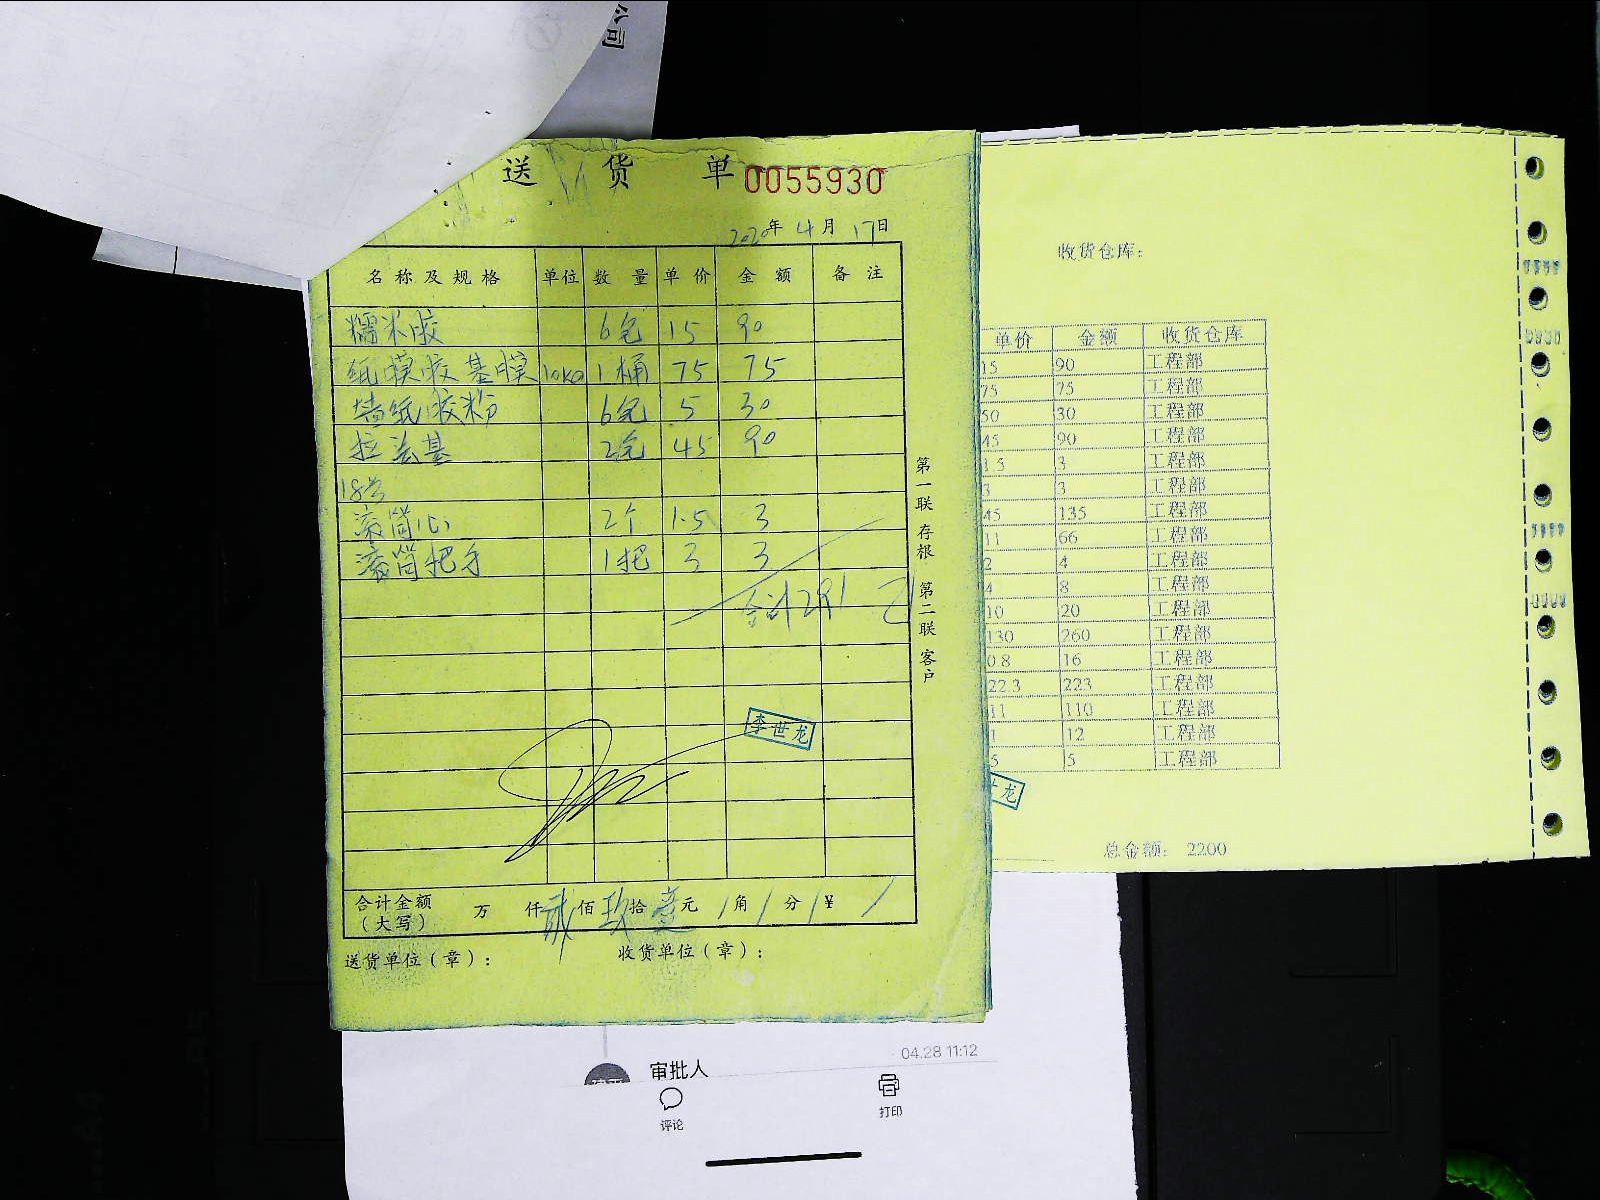 公司
送 货 单 0055930
2020年 4月 17日
名称及规格 单位 数量 单价 金额 备注
糯米胶 6包 15 90
纸膜胶基膜 10KG 1桶 75 75
墙纸胶粉 6包 5 30
拉法基 2包 45 90
18寸
滚筒心 2个 1.5 3
滚筒把手 1把 3 3
合计291
李世龙
合计金额(大写) 万 仟 贰佰 玖拾 壹元 / 角 / 分 / ¥ /
送货单位(章):
收货单位(章):
第一联 存根 第二联 客户
收货仓库:
单价 金额 收货仓库
15 90 工程部
75 75 工程部
50 30 工程部
45 90 工程部
1.5 3 工程部
3 3 工程部
45 135 工程部
11 66 工程部
2 4 工程部
4 8 工程部
10 20 工程部
130 260 工程部
0.8 16 工程部
22.3 223 工程部
11 110 工程部
1 12 工程部
5 5 工程部
龙
总金额: 2200
04.28 11:12
审批人
评论
打印